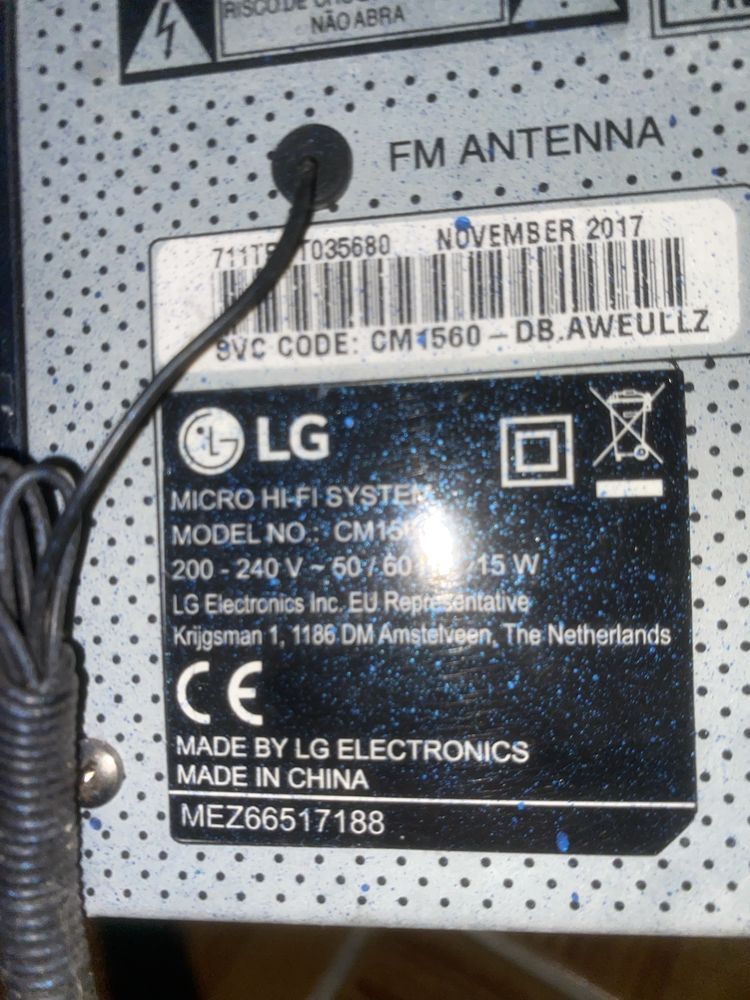 NÃO ABRA
FM ANTENNA
T035680 NOVEMBER 2017
SVC CODE: CM1560 - DB.AWEULLZ
LG
MICRO HI-FI SYSTEM
MODEL NO.:
200 - 240 V ~ 50 / 60 15 W
LG Electronics Inc. EU Representative
Krijgsman 1, 1186 DM Amstelveen, The Netherlands
CE
MADE BY LG ELECTRONICS
MADE IN CHINA
MEZ66517188